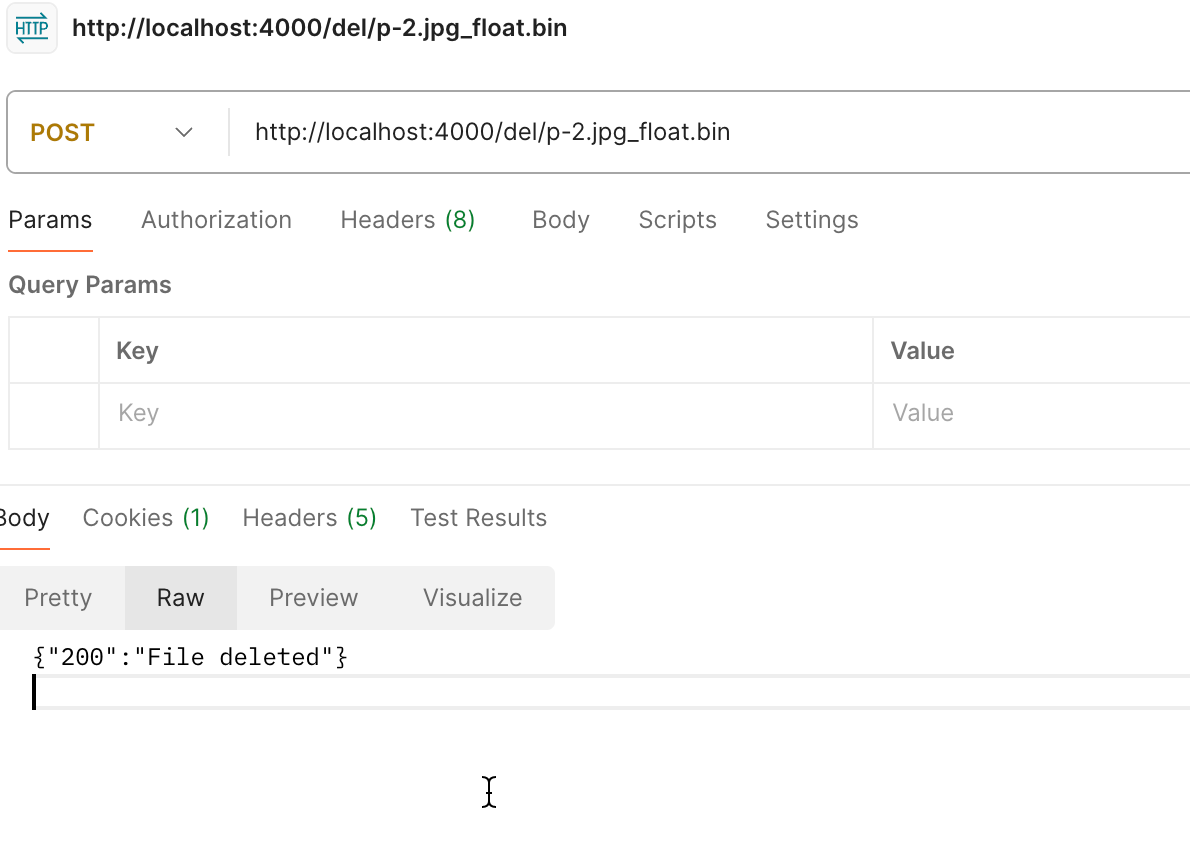 HTTP http://localhost:4000/del/p-2.jpg_float.bin
POST http://localhost:4000/del/p-2.jpg_float.bin
Params Authorization Headers (8) Body Scripts Settings
Query Params
Key Value
Key Value
Body Cookies (1) Headers (5) Test Results
Pretty Raw Preview Visualize
{"200":"File deleted"}